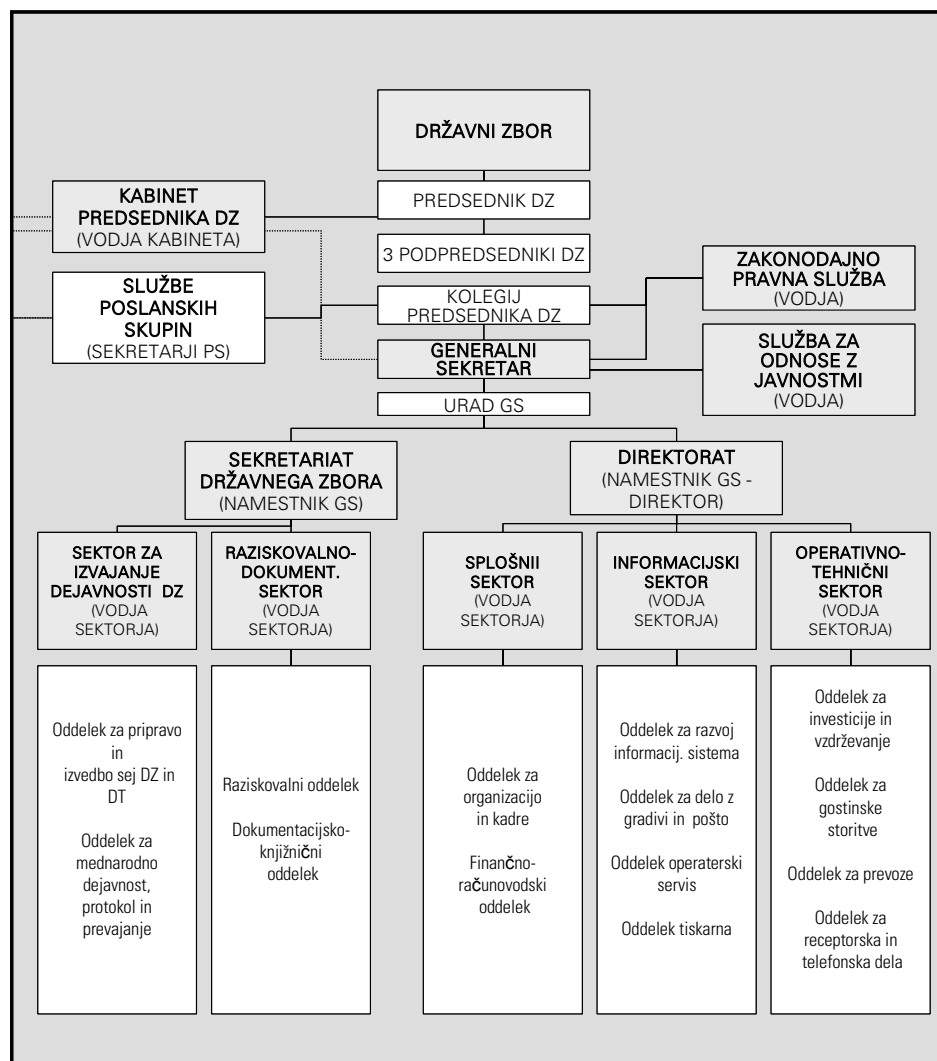 DRŽAVNI ZBOR
PREDSEDNIK DZ
KABINET
PREDSEDNIKA DZ
(VODJA KABINETA)
3 PODPREDSEDNIKI DZ
ZAKONODAJNO
PRAVNA SLUŽBA
(VODJA)
SLUŽBE
POSLANSKIH
SKUPIN
(SEKRETARJI PS)
KOLEGIJ
PREDSEDNIKA DZ
GENERALNI
SEKRETAR
SLUŽBA ZA
ODNOSE Z
JAVNOSTMI
(VODJA)
URAD GS
SEKRETARIAT
DRŽAVNEGA ZBORA
(NAMESTNIK GS)
DIREKTORAT
(NAMESTNIK GS -
DIREKTOR)
SEKTOR ZA
IZVAJANJE
DEJAVNOSTI DZ
(VODJA
SEKTORJA)
RAZISKOVALNO-
DOKUMENT.
SEKTOR
(VODJA
SEKTORJA)
SPLOŠNII
SEKTOR
(VODJA
SEKTORJA)
INFORMACIJSKI
SEKTOR
(VODJA
SEKTORJA)
OPERATIVNO-
TEHNIČNI
SEKTOR
(VODJA
SEKTORJA)
Oddelek za pripravo
in
izvedbo sej DZ in
DT
Oddelek za
mednarodno
dejavnost,
protokol in
prevajanje
Raziskovalni oddelek
Dokumentacijsko-
knjižnični
oddelek
Oddelek za
organizacijo
in kadre
Finančno-
računovodski
oddelek
Oddelek za razvoj
informacij. sistema
Oddelek za delo z
gradivi in pošto
Oddelek operaterski
servis
Oddelek tiskarna
Oddelek za
investicije in
vzdrževanje
Oddelek za
gostinske
storitve
Oddelek za prevoze
Oddelek za
receptorska in
telefonska dela